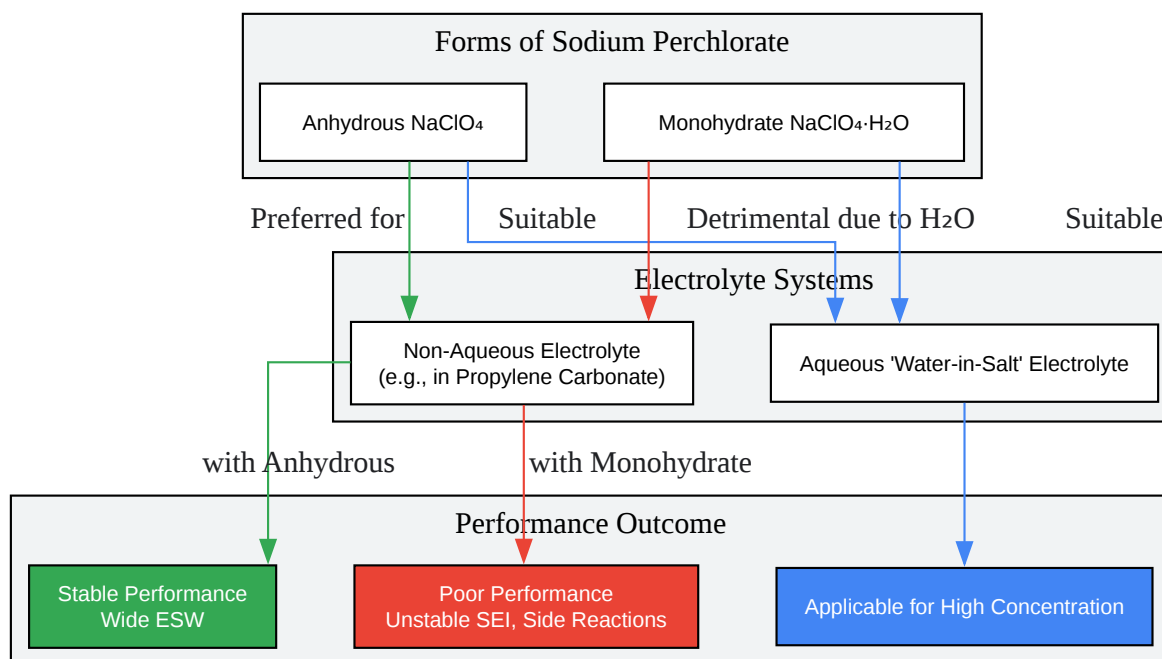 Forms of Sodium Perchlorate
Anhydrous NaClO₄
Monohydrate NaClO₄·H₂O
Preferred for
Suitable
Detrimental due to H₂O
Suitable
Electrolyte Systems
Non-Aqueous Electrolyte
(e.g., in Propylene Carbonate)
Aqueous 'Water-in-Salt' Electrolyte
with Anhydrous
with Monohydrate
Performance Outcome
Stable Performance
Wide ESW
Poor Performance
Unstable SEI, Side Reactions
Applicable for High Concentration